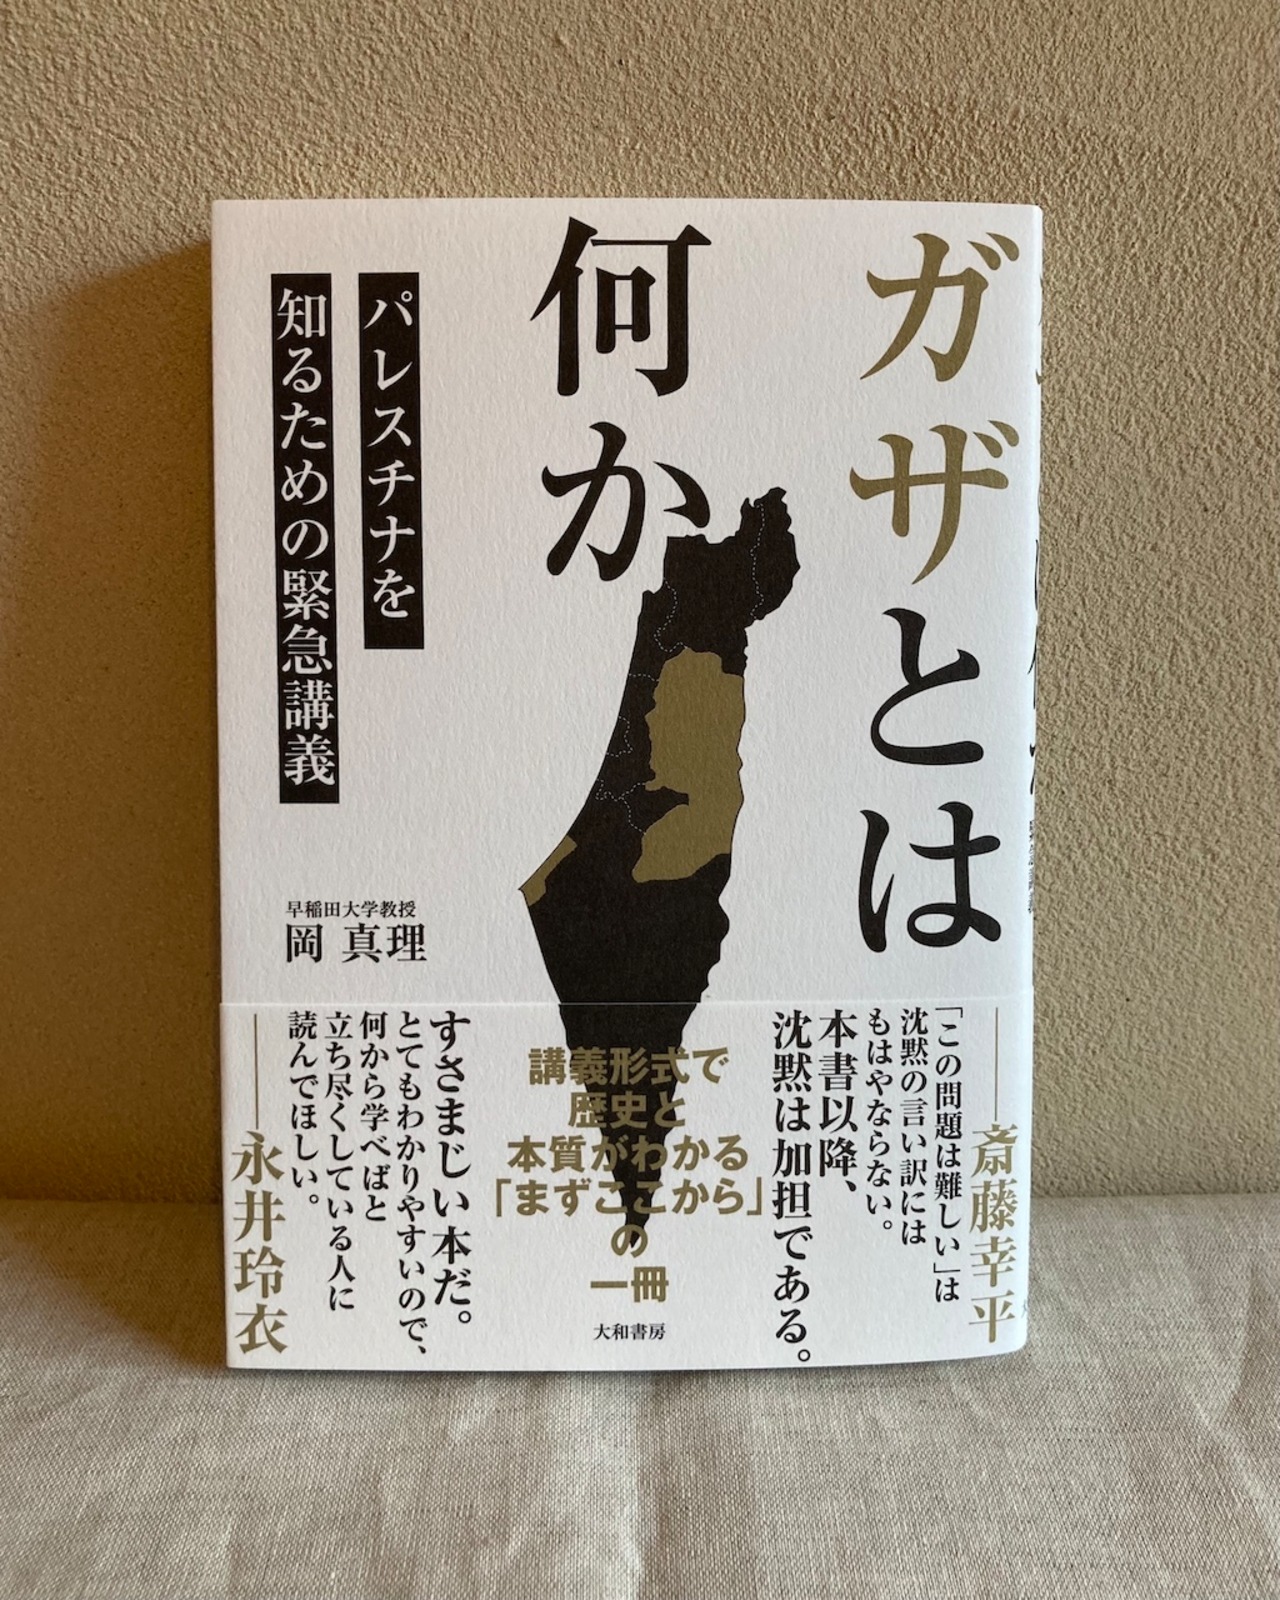 ガザとは
何か
パレスチナを
知るための緊急講義
早稲田大学教授
岡 真理
「この問題は難しい」は
沈黙の言い訳には
もはやならない。
本書以降、
沈黙は加担である。
──斎藤幸平
講義形式で
歴史と
本質がわかる
「まずここから」
の
一冊
大和書房
すさまじい本だ。
とてもわかりやすいので、
何から学べばと
立ち尽くしている人に
読んでほしい。
──永井玲衣